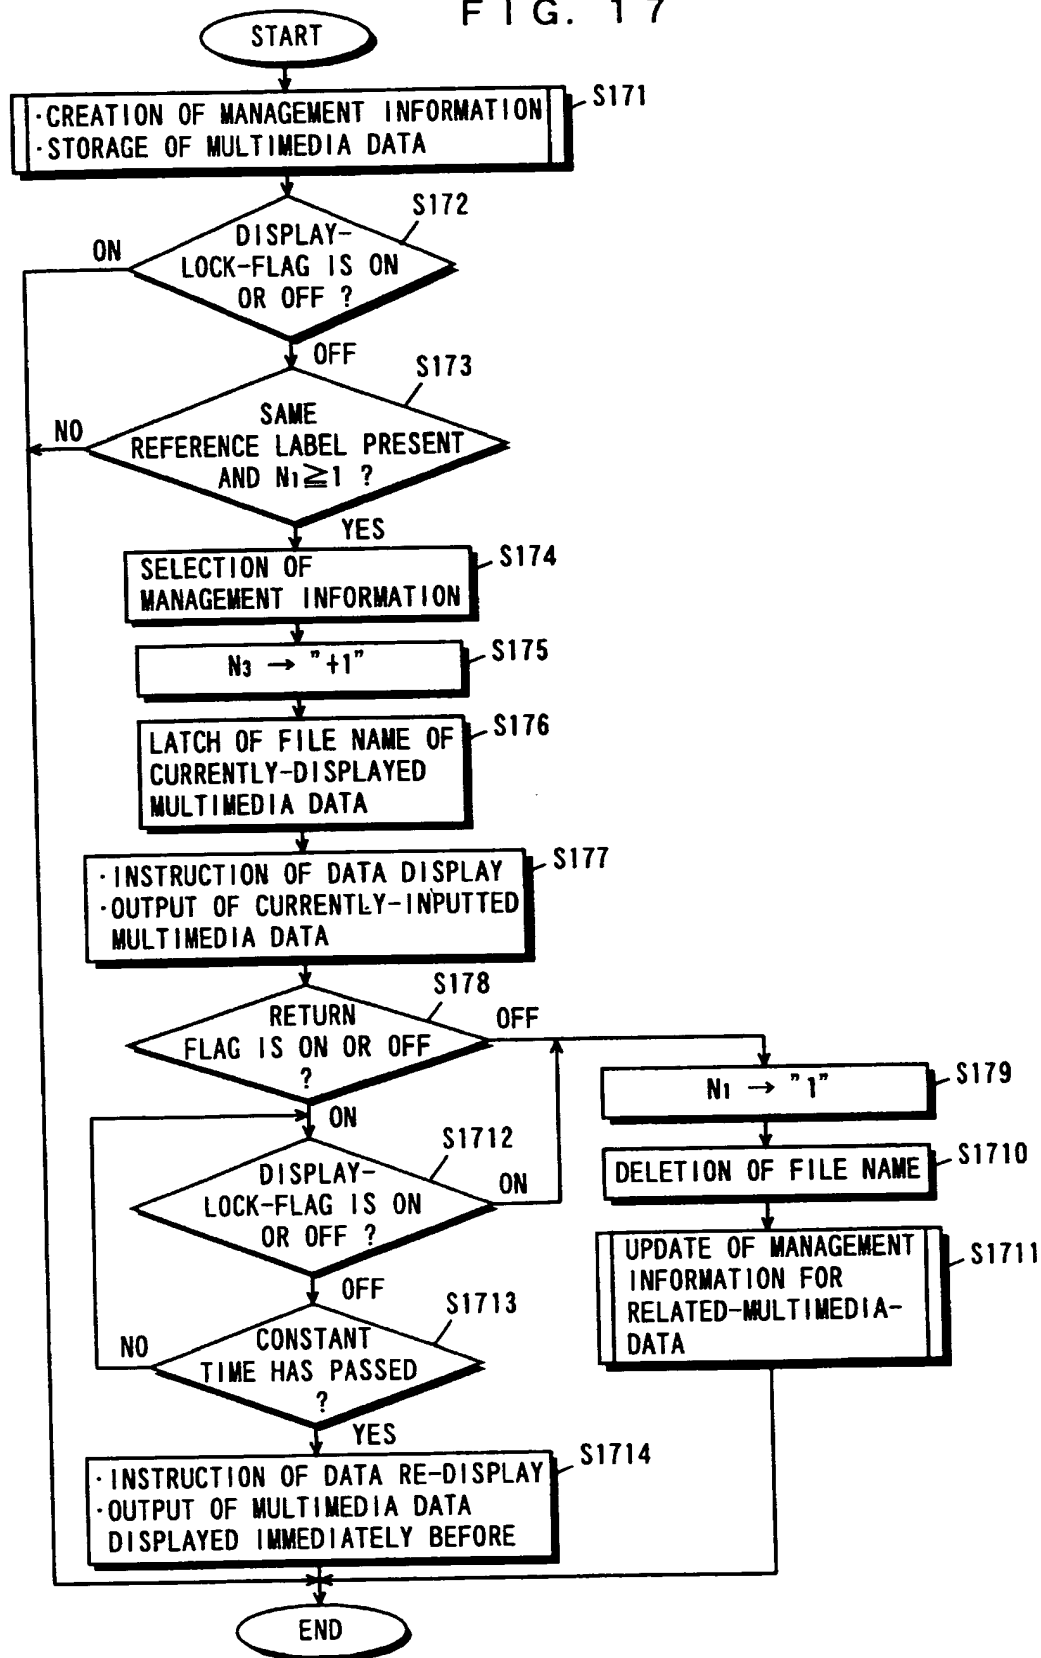 FIG. 17
START
S171
·CREATION OF MANAGEMENT INFORMATION
·STORAGE OF MULTIMEDIA DATA
S172
ON
DISPLAY-
LOCK-FLAG IS ON
OR OFF ?
OFF
S173
NO
SAME
REFERENCE LABEL PRESENT
AND N1≧1 ?
YES
S174
SELECTION OF
MANAGEMENT INFORMATION
S175
N3 → "+1"
S176
LATCH OF FILE NAME OF
CURRENTLY-DISPLAYED
MULTIMEDIA DATA
S177
·INSTRUCTION OF DATA DISPLAY
·OUTPUT OF CURRENTLY-INPUTTED
MULTIMEDIA DATA
S178
RETURN
FLAG IS ON OR OFF
?
OFF
S179
N1 → "1"
ON
S1712
DISPLAY-
LOCK-FLAG IS ON
OR OFF ?
ON
S1710
DELETION OF FILE NAME
S1711
UPDATE OF MANAGEMENT
INFORMATION FOR
RELATED-MULTIMEDIA-
DATA
OFF
S1713
NO
CONSTANT
TIME HAS PASSED
?
YES
S1714
·INSTRUCTION OF DATA RE-DISPLAY
·OUTPUT OF MULTIMEDIA DATA
DISPLAYED IMMEDIATELY BEFORE
END